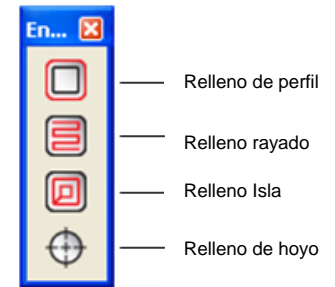 En...
Relleno de perfil
Relleno rayado
Relleno Isla
Relleno de hoyo